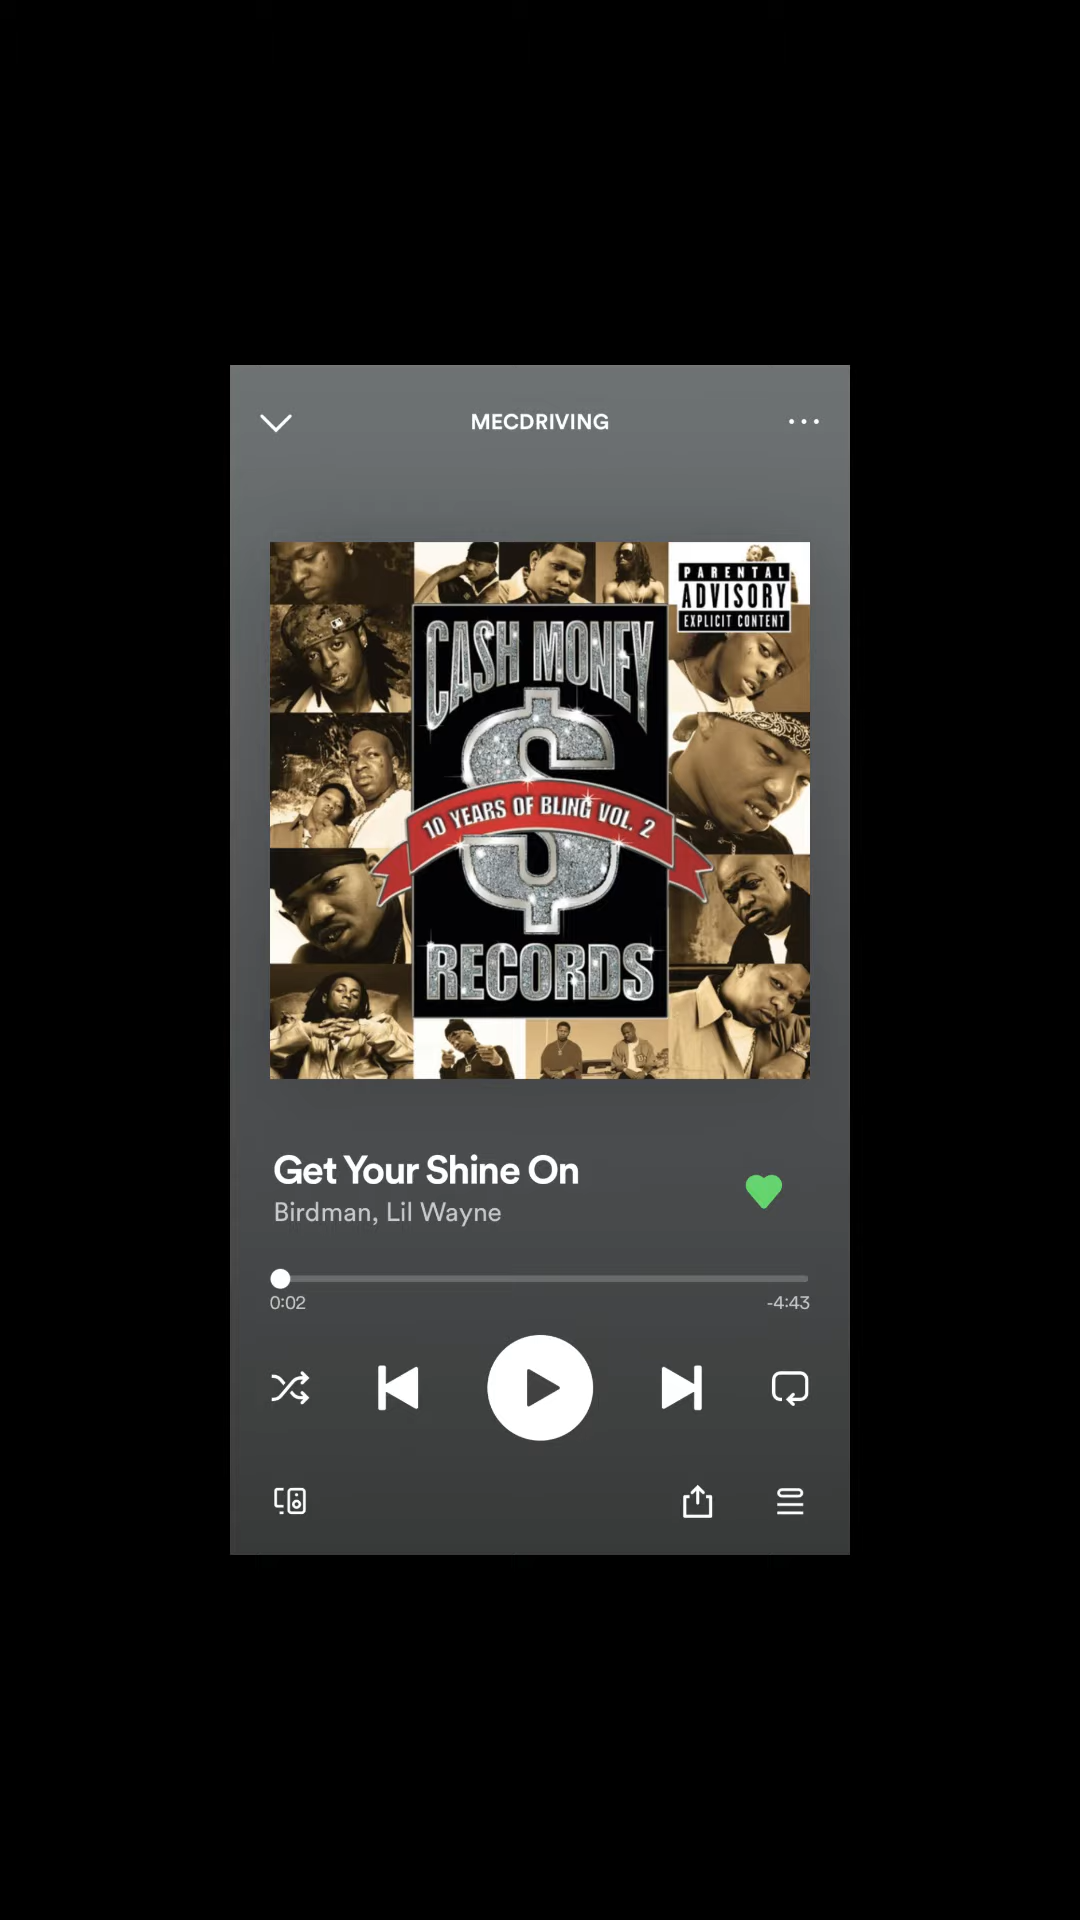 MECDRIVING
PARENTAL
ADVISORY
EXPLICIT CONTENT
CASH MONEY
$
10 YEARS OF BLING VOL. 2
RECORDS
Get Your Shine On
Birdman, Lil Wayne
0:02
-4:43